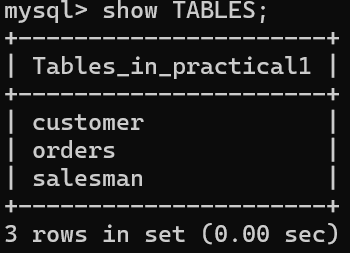 mysql> show TABLES;
+----------------------+
| Tables_in_practical1 |
+----------------------+
| customer             |
| orders               |
| salesman             |
+----------------------+
3 rows in set (0.00 sec)